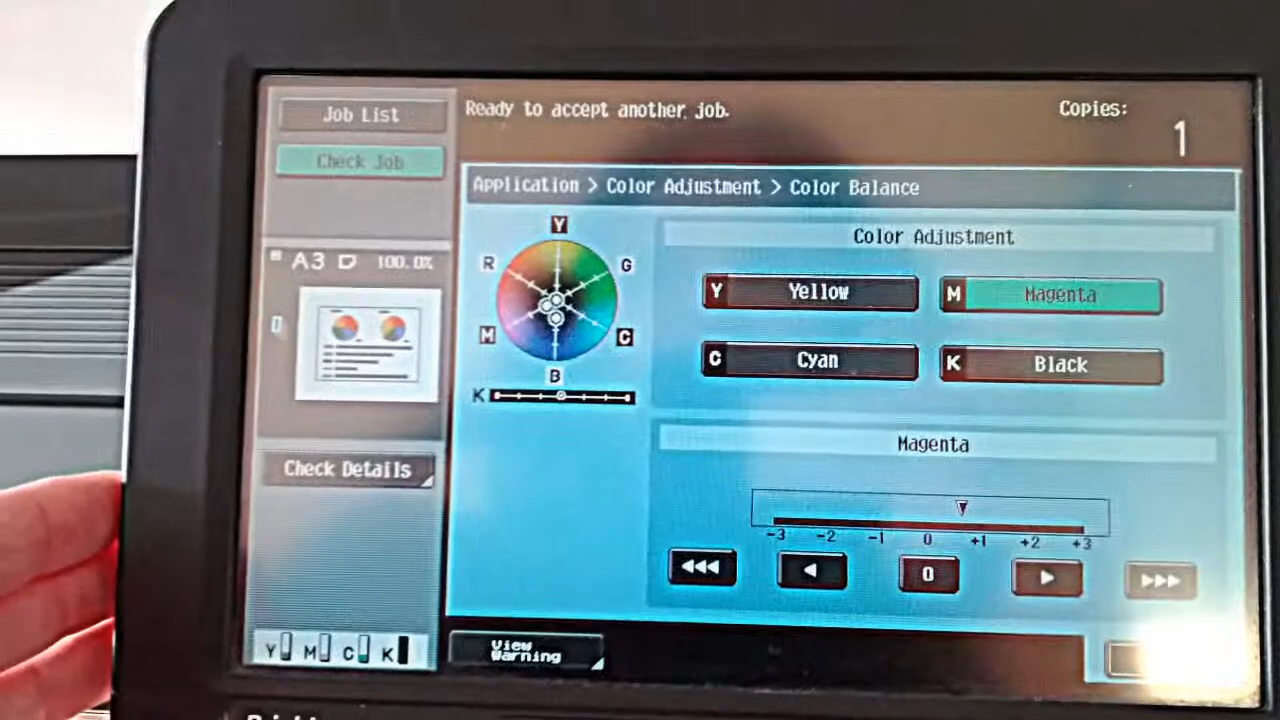 Job List
Check Job
Ready to accept another job.
Copies:
1
Application > Color Adjustment > Color Balance
A3 100.0%
Y
R
G
M
C
B
K
Color Adjustment
Y Yellow
M Magenta
C Cyan
K Black
Check Details
Magenta
-3 -2 -1 0 +1 +2 +3
0
Y M C K
View Warning